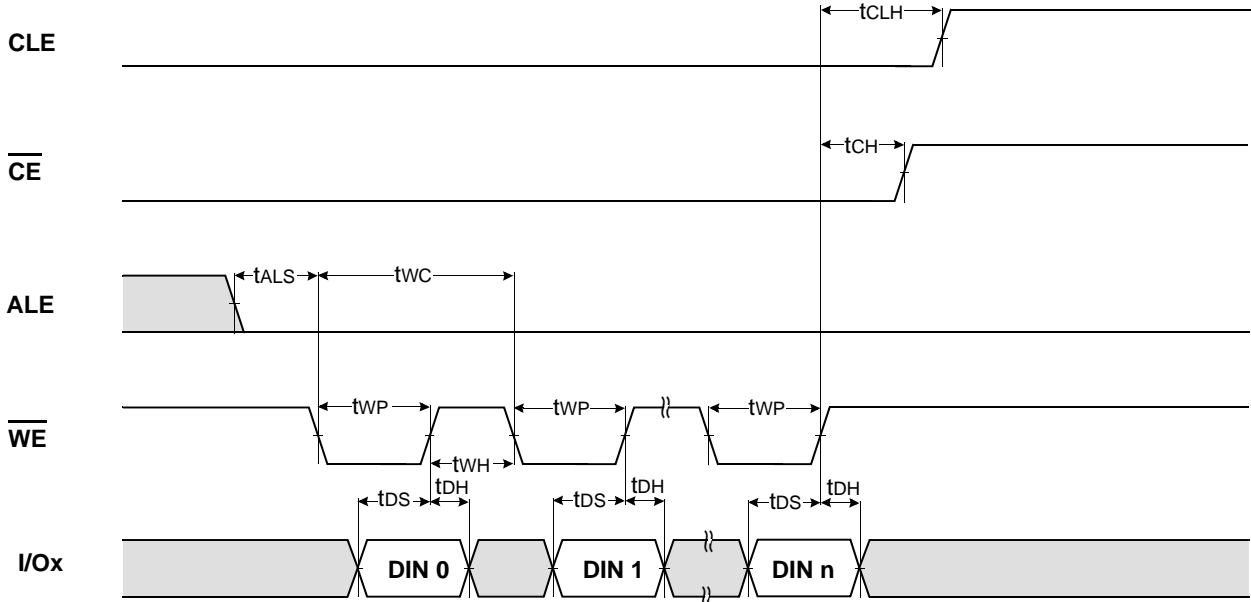 CLE
tCLH
CE
tCH
ALE
tALS
tWC
WE
tWP
tWP
tWP
tWH
tDS
tDH
tDS
tDH
tDS
tDH
I/Ox
DIN 0
DIN 1
DIN n